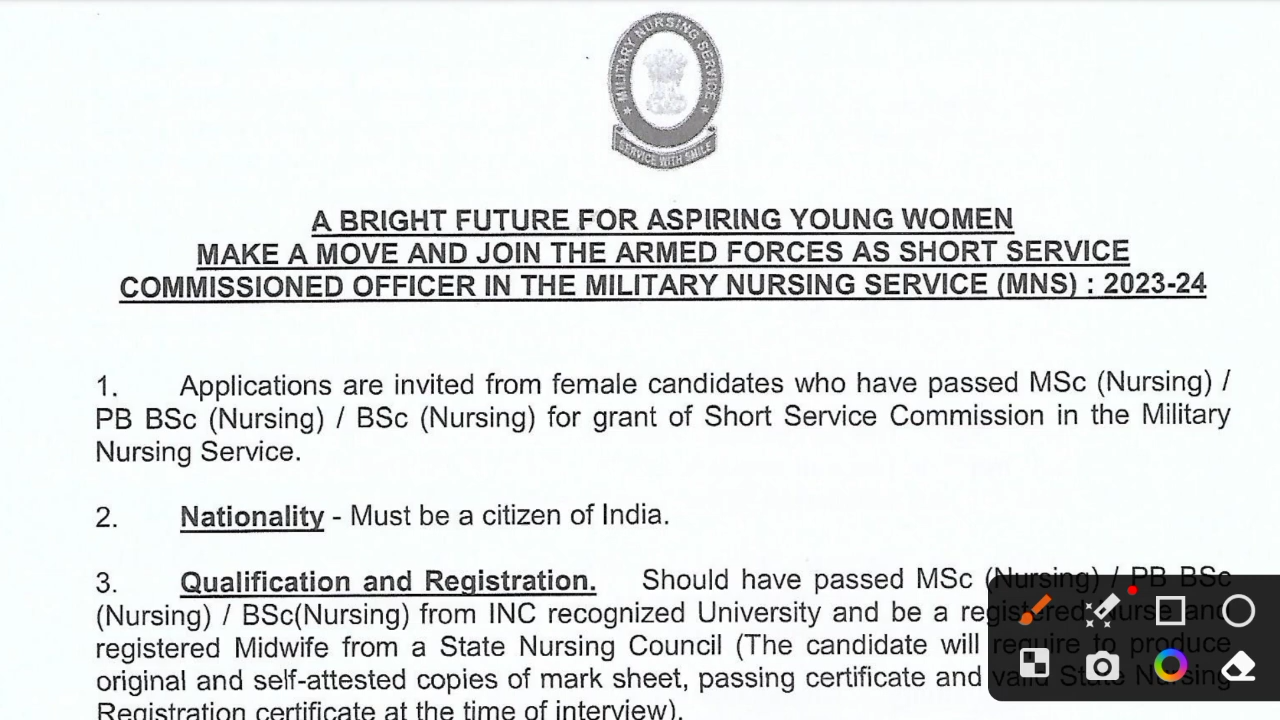 MILITARY NURSING SERVICE
SERVICE WITH SMILE
A BRIGHT FUTURE FOR ASPIRING YOUNG WOMEN
MAKE A MOVE AND JOIN THE ARMED FORCES AS SHORT SERVICE
COMMISSIONED OFFICER IN THE MILITARY NURSING SERVICE (MNS) : 2023-24
1. Applications are invited from female candidates who have passed MSc (Nursing) /
PB BSc (Nursing) / BSc (Nursing) for grant of Short Service Commission in the Military
Nursing Service.
2. Nationality - Must be a citizen of India.
3. Qualification and Registration. Should have passed MSc (Nursing) / PB BSc
(Nursing) / BSc(Nursing) from INC recognized University and be a registered Nurse and
registered Midwife from a State Nursing Council (The candidate will require to produce
original and self-attested copies of mark sheet, passing certificate and valid State Nursing
Registration certificate at the time of interview).